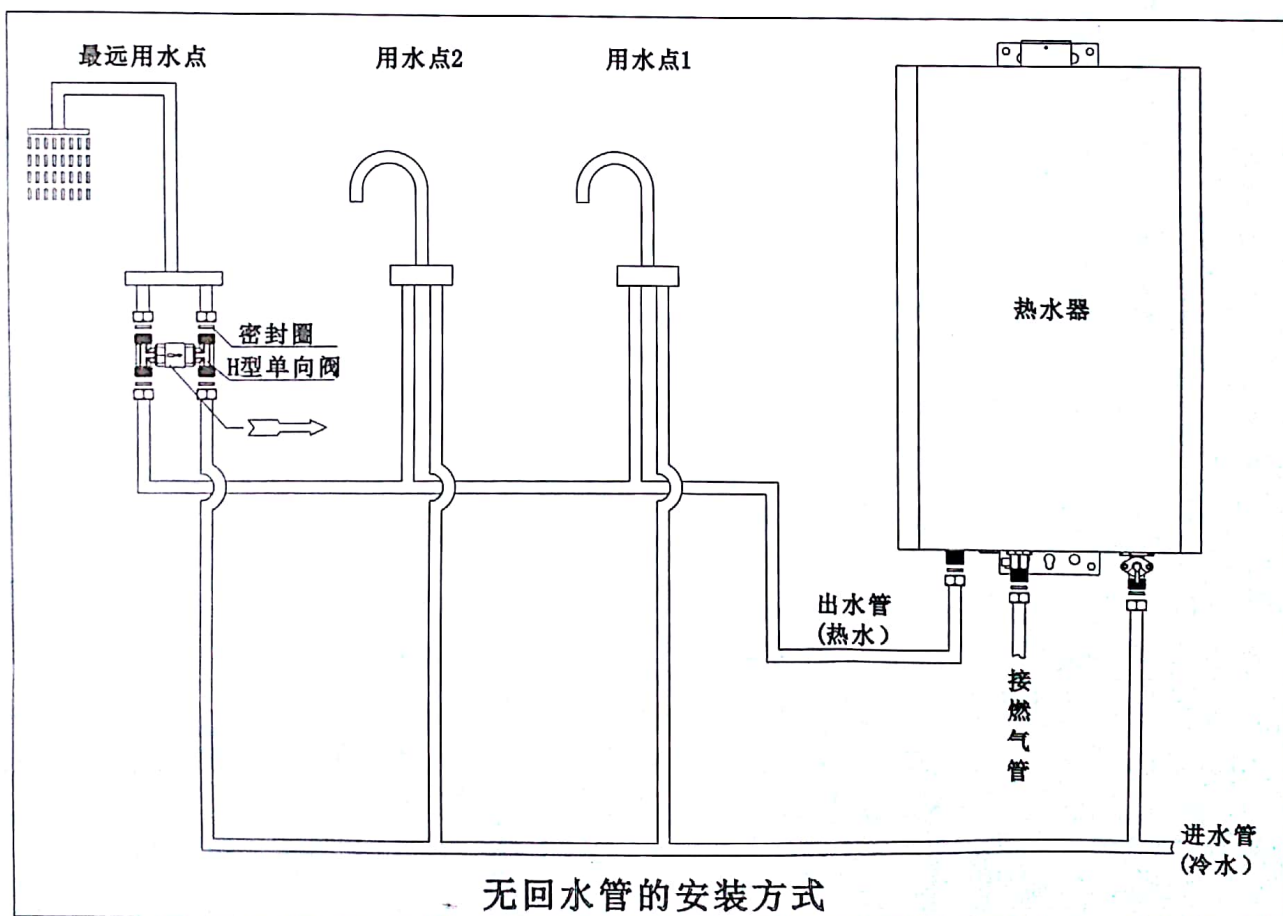 最远用水点
用水点2
用水点1
密封圈
H型单向阀
热水器
出水管
(热水)
接燃气管
进水管
(冷水)
无回水管的安装方式